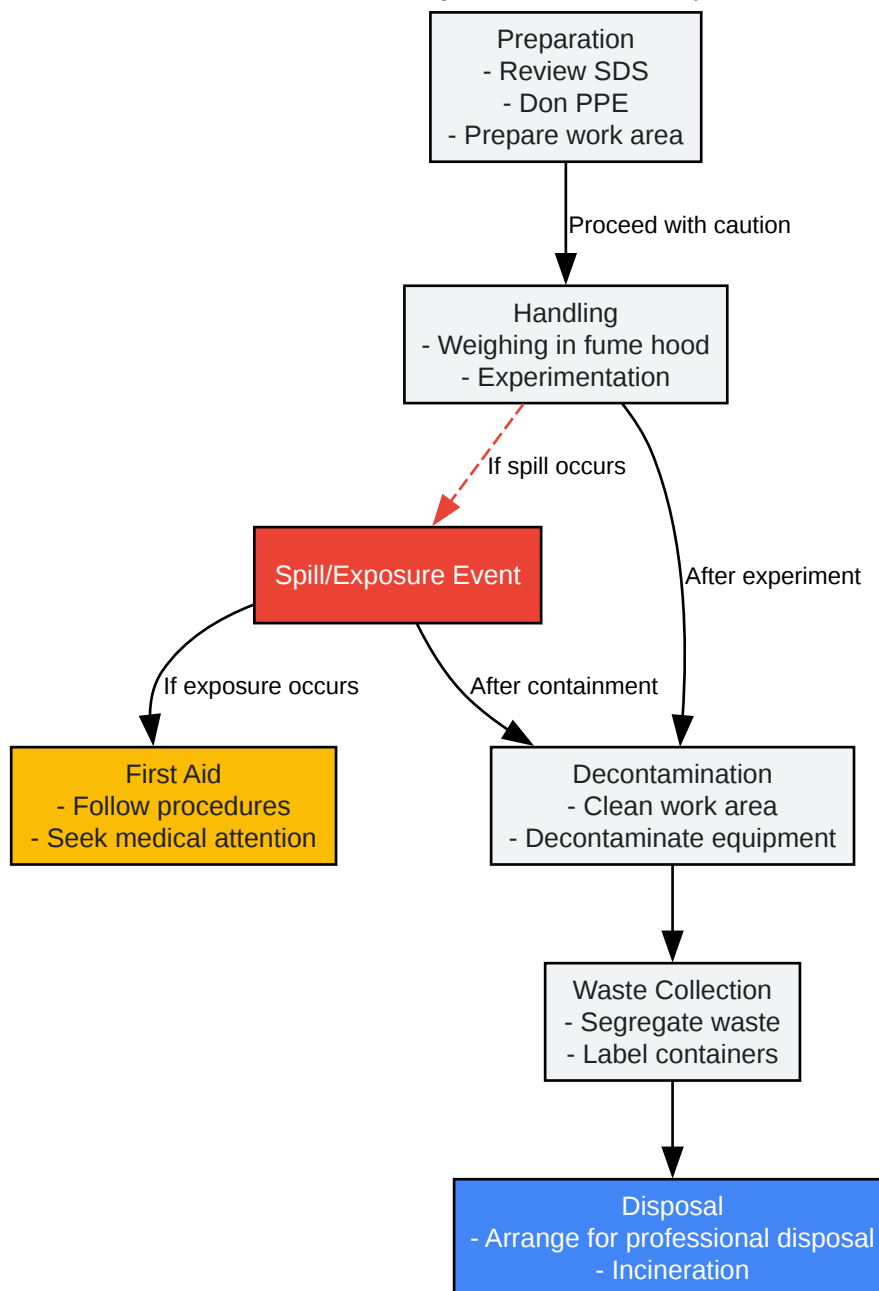 Preparation
- Review SDS
- Don PPE
- Prepare work area
Proceed with caution
Handling
- Weighing in fume hood
- Experimentation
If spill occurs
Spill/Exposure Event
After experiment
If exposure occurs
After containment
First Aid
- Follow procedures
- Seek medical attention
Decontamination
- Clean work area
- Decontaminate equipment
Waste Collection
- Segregate waste
- Label containers
Disposal
- Arrange for professional disposal
- Incineration